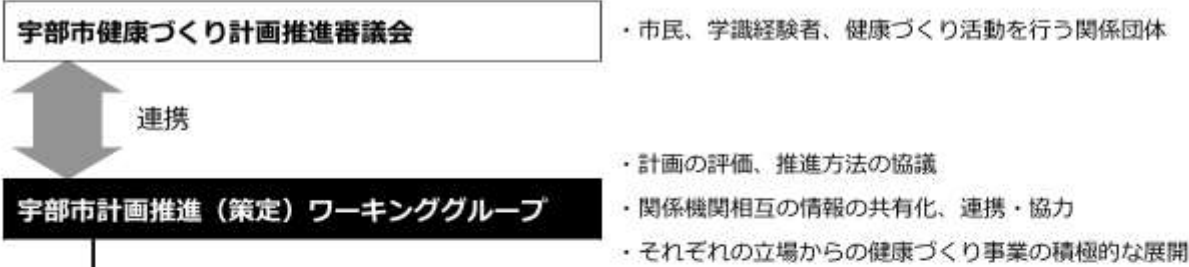 宇部市健康づくり計画推進審議会
・市民、学識経験者、健康づくり活動を行う関係団体
連携
・計画の評価、推進方法の協議
宇部市計画推進（策定）ワーキンググループ
・関係機関相互の情報の共有化、連携・協力
・それぞれの立場からの健康づくり事業の積極的な展開